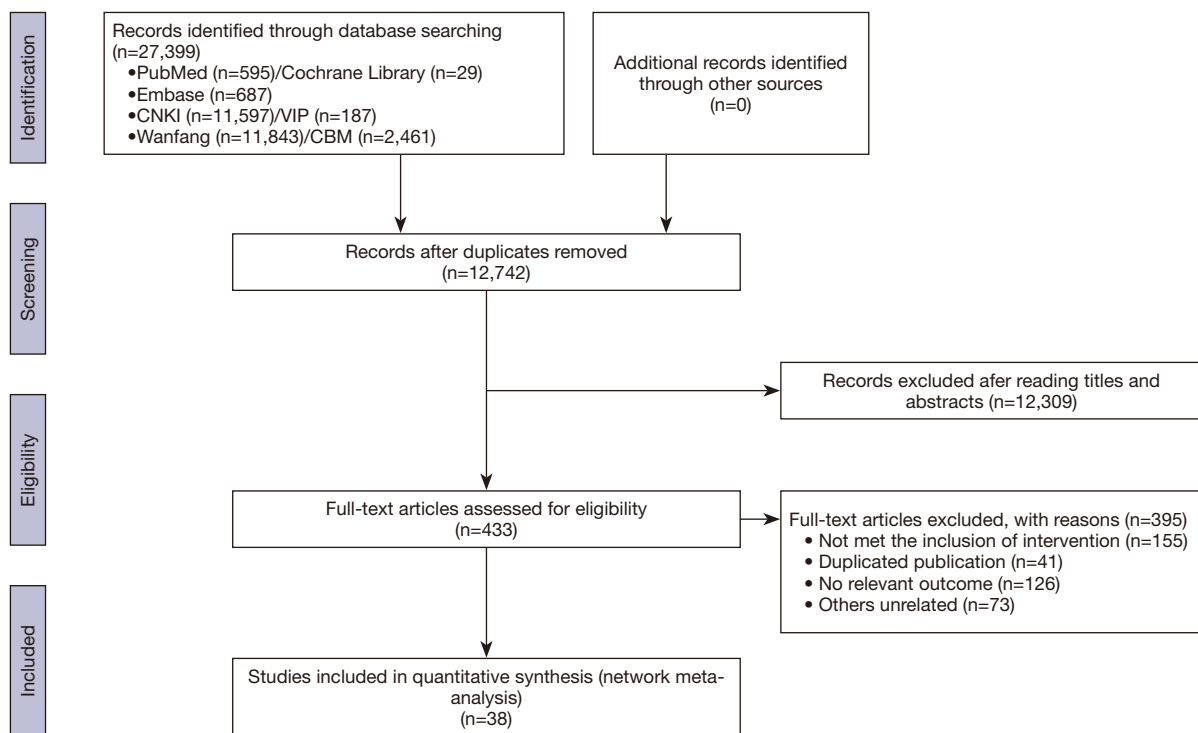 Identification
Records identified through database searching
(n=27,399)
•PubMed (n=595)/Cochrane Library (n=29)
•Embase (n=687)
•CNKI (n=11,597)/VIP (n=187)
•Wanfang (n=11,843)/CBM (n=2,461)
Additional records identified
through other sources
(n=0)
Screening
Records after duplicates removed
(n=12,742)
Records excluded afer reading titles and
abstracts (n=12,309)
Eligibility
Full-text articles assessed for eligibility
(n=433)
Full-text articles excluded, with reasons (n=395)
• Not met the inclusion of intervention (n=155)
• Duplicated publication (n=41)
• No relevant outcome (n=126)
• Others unrelated (n=73)
Included
Studies included in quantitative synthesis (network meta-
analysis)
(n=38)